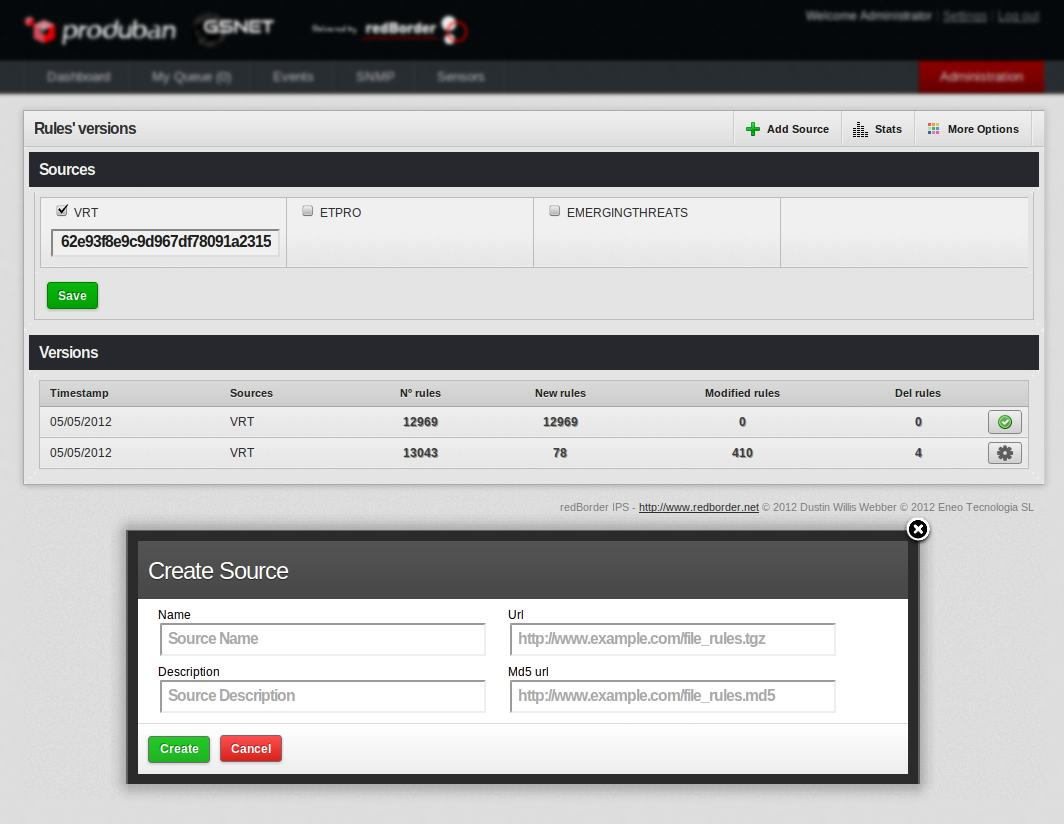 produban GSNET Delivered by redBorder
Welcome Administrator | Settings | Log out
Dashboard My Queue (0) Events SNMP Sensors Administration
Rules' versions Add Source Stats More Options
Sources
VRT ETPRO EMERGINGTHREATS
62e93f8e9c9d967df78091a2315
Save
Versions
Timestamp Sources Nº rules New rules Modified rules Del rules
05/05/2012 VRT 12969 12969 0 0
05/05/2012 VRT 13043 78 410 4
redBorder IPS - http://www.redborder.net © 2012 Dustin Willis Webber © 2012 Eneo Tecnologia SL
Create Source
Name Url
Source Name http://www.example.com/file_rules.tgz
Description Md5 url
Source Description http://www.example.com/file_rules.md5
Create Cancel